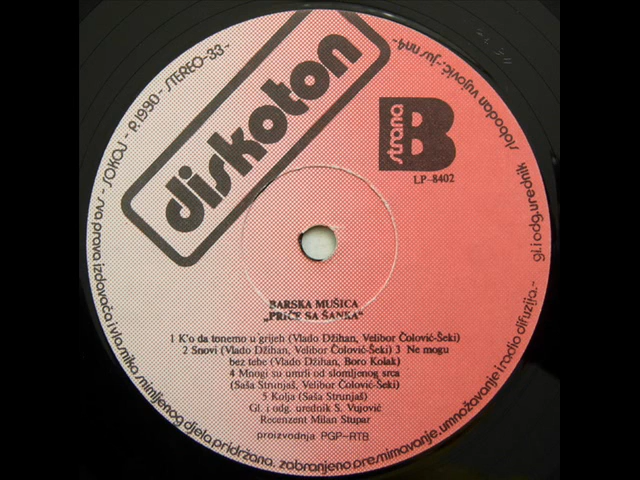 diskoton
strana B
LP-8402
BARSKA MUŠICA
„PRIČE SA ŠANKA“
1 K'o da tonemo u grijeh (Vlado Džihan, Velibor Čolović-Šeki)
2 Snovi (Vlado Džihan, Velibor Čolović-Šeki) 3 Ne mogu
bez tebe (Vlado Džihan, Boro Kolak)
4 Mnogi su umrli od slomljenog srca
(Saša Strunjaš, Velibor Čolović-Šeki)
5 Kolja (Saša Strunjaš)
Gl. i odg. urednik S. Vujović
Recenzent Milan Stupar
proizvodnja PGP-RTB
sva prava izdavača i vlasnika snimljenog djela pridržana. zabranjeno presnimavanje, umnožavanje i radio difuzija.- gl. i odg. urednik slobodan vujović.-
- SOKOJ - P. 1990 - STEREO-33-